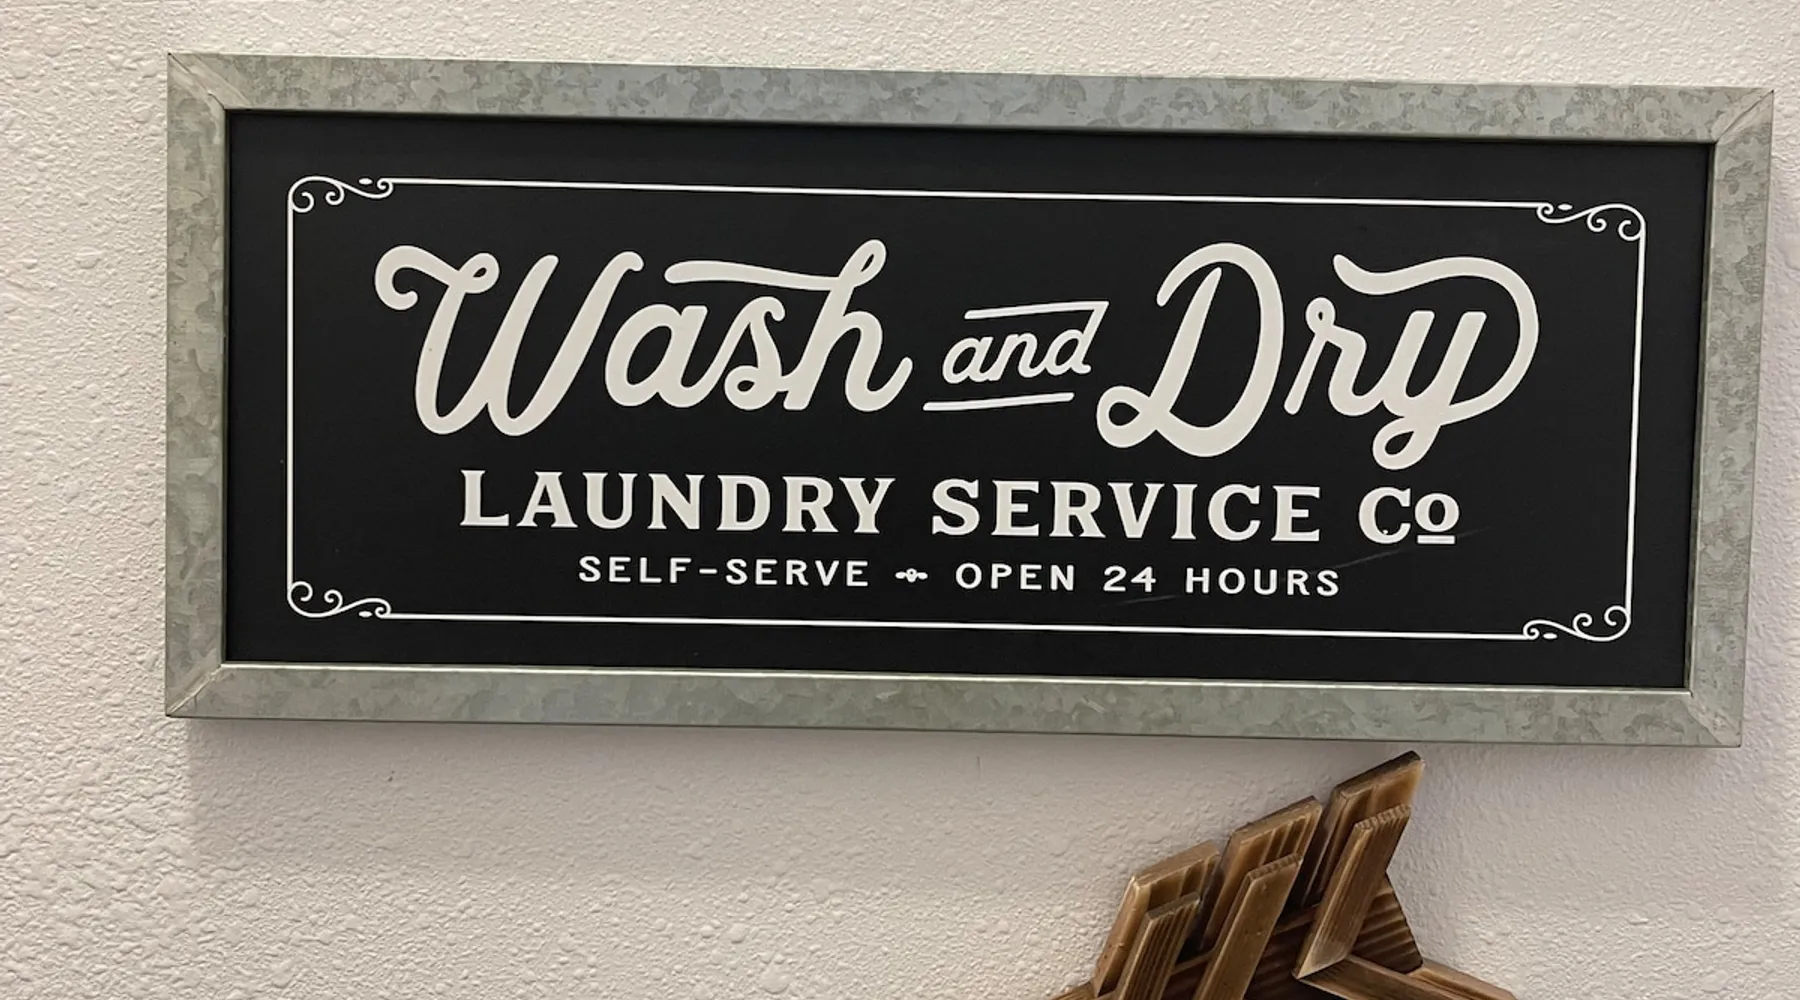 Wash and Dry
LAUNDRY SERVICE Co
SELF-SERVE OPEN 24 HOURS